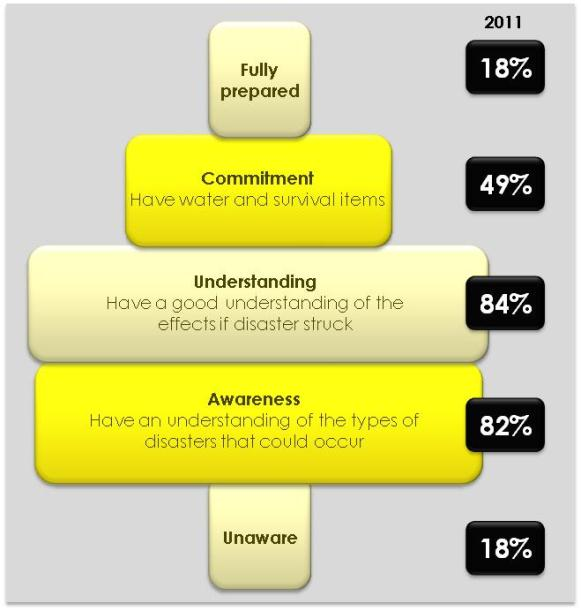 2011
Fully
prepared
18%
Commitment
Have water and survival items
49%
Understanding
Have a good understanding of the
effects if disaster struck
84%
Awareness
Have an understanding of the types of
disasters that could occur
82%
Unaware
18%